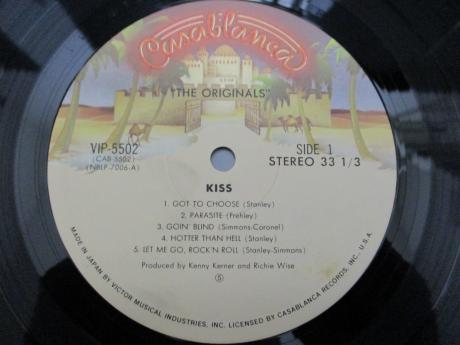 Casablanca
"THE ORIGINALS"
VIP-5502
(CAB 5502)
(NBLP-7006-A)
SIDE 1
STEREO 33 1/3
KISS
1. GOT TO CHOOSE (Stanley)
2. PARASITE (Frehley)
3. GOIN' BLIND (Simmons-Coronel)
4. HOTTER THAN HELL (Stanley)
5. LET ME GO, ROCK'N ROLL (Stanley-Simmons)
Produced by Kenny Kerner and Richie Wise
MADE IN JAPAN BY VICTOR MUSICAL INDUSTRIES, INC. LICENSED BY CASABLANCA RECORDS, INC., U.S.A.